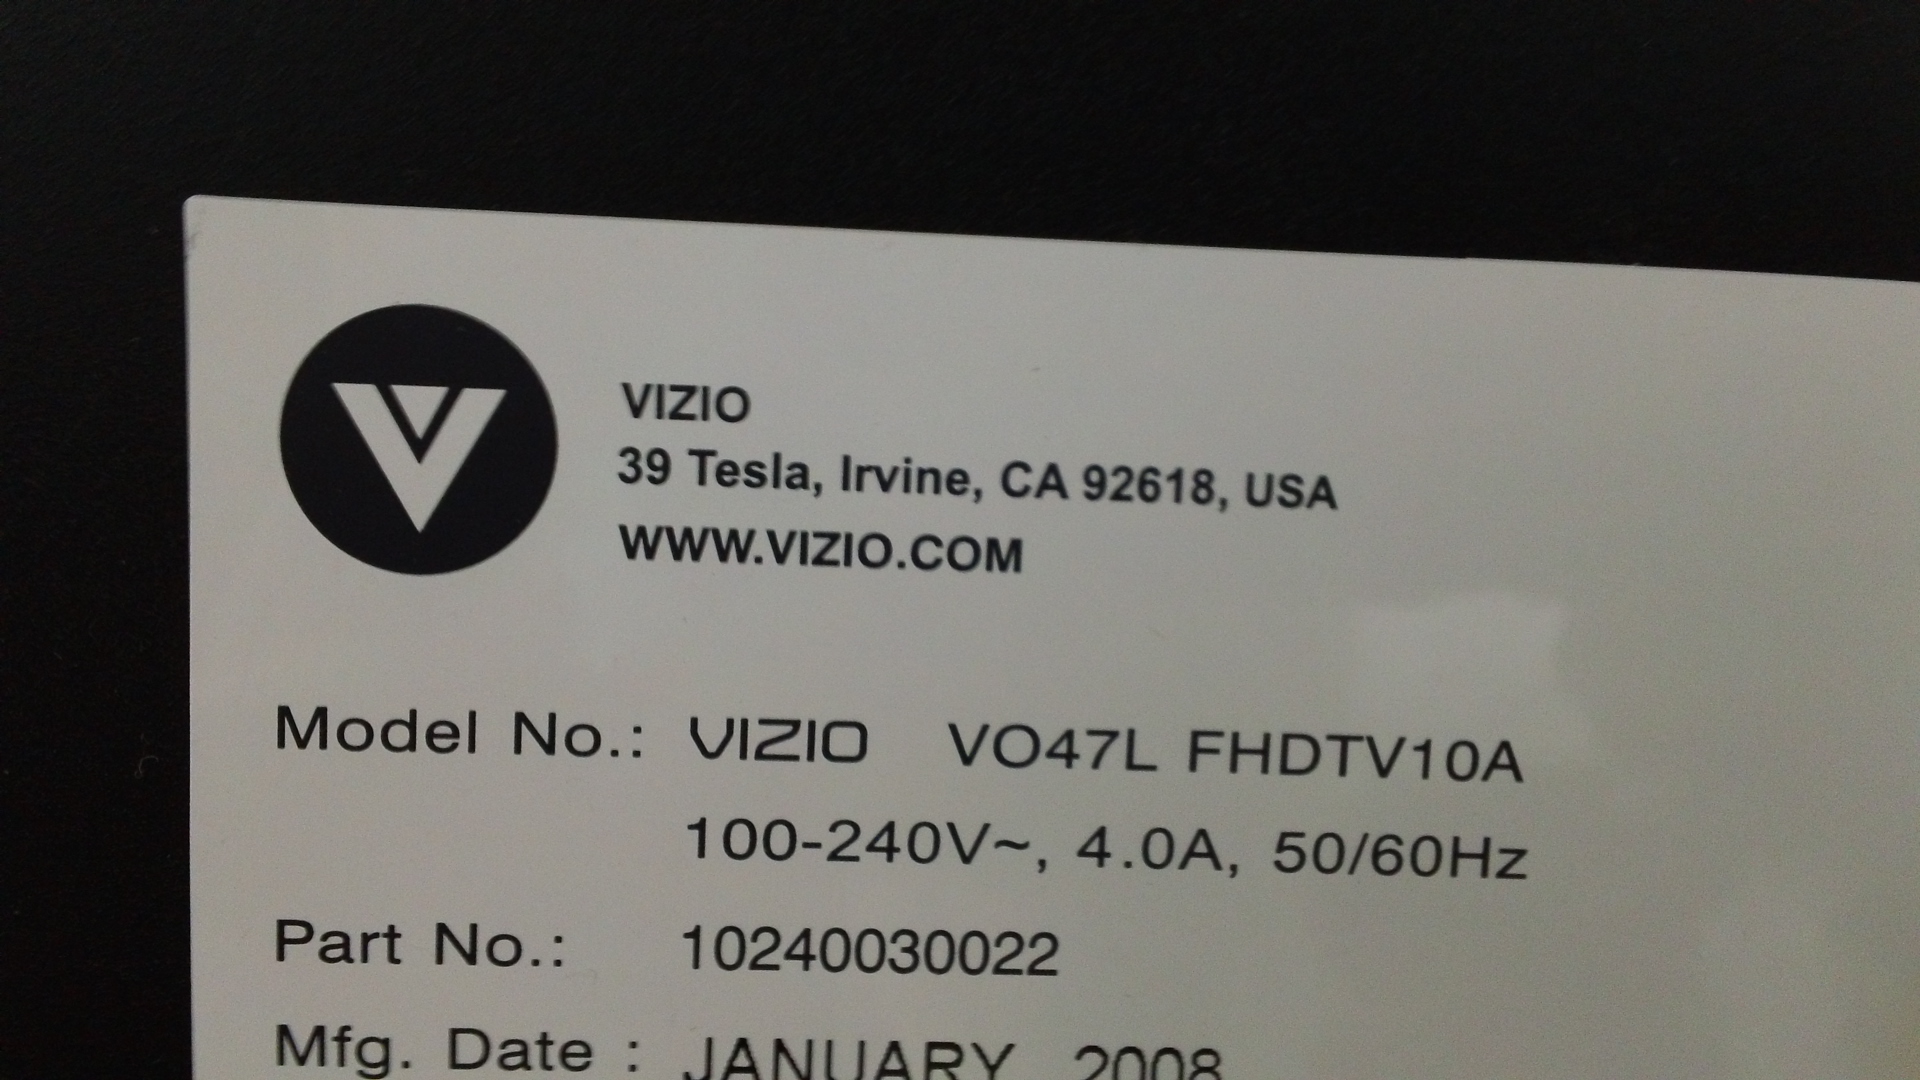 VIZIO
39 Tesla, Irvine, CA 92618, USA
WWW.VIZIO.COM
Model No.: VIZIO VO47L FHDTV10A
100-240V~, 4.0A, 50/60Hz
Part No.: 10240030022
Mfg. Date : JANUARY 2008